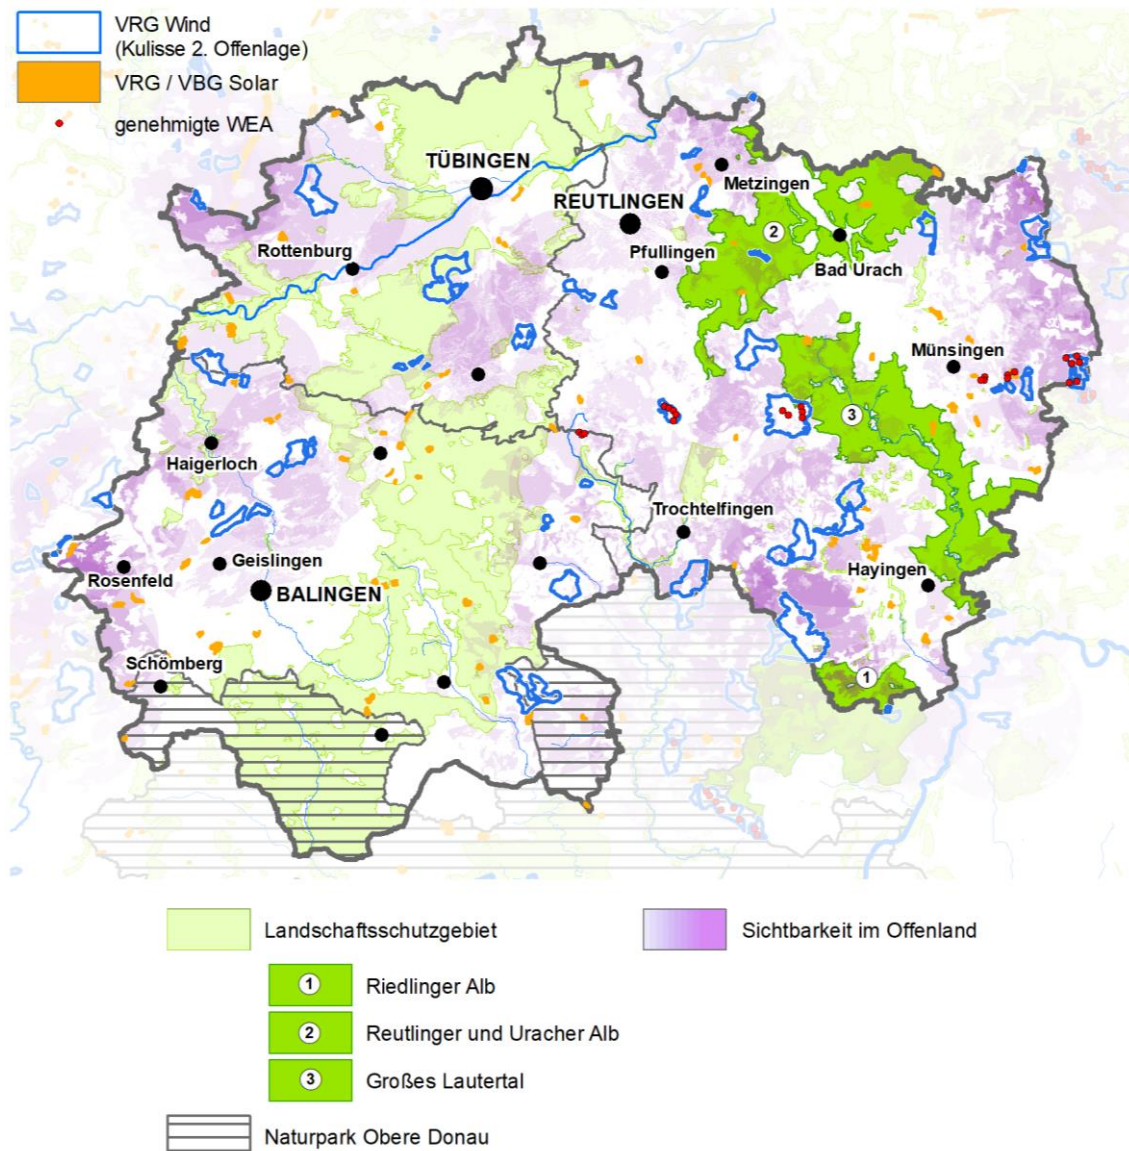 VRG Wind
(Kulisse 2. Offenlage)
VRG / VBG Solar
genehmigte WEA
TÜBINGEN
REUTLINGEN
Metzingen
2
Rottenburg
Pfullingen
Bad Urach
Münsingen
3
Haigerloch
Trochtelfingen
Geislingen
Rosenfeld
BALINGEN
Hayingen
Schömberg
1
Landschaftsschutzgebiet
Sichtbarkeit im Offenland
1 Riedlinger Alb
2 Reutlinger und Uracher Alb
3 Großes Lautertal
Naturpark Obere Donau